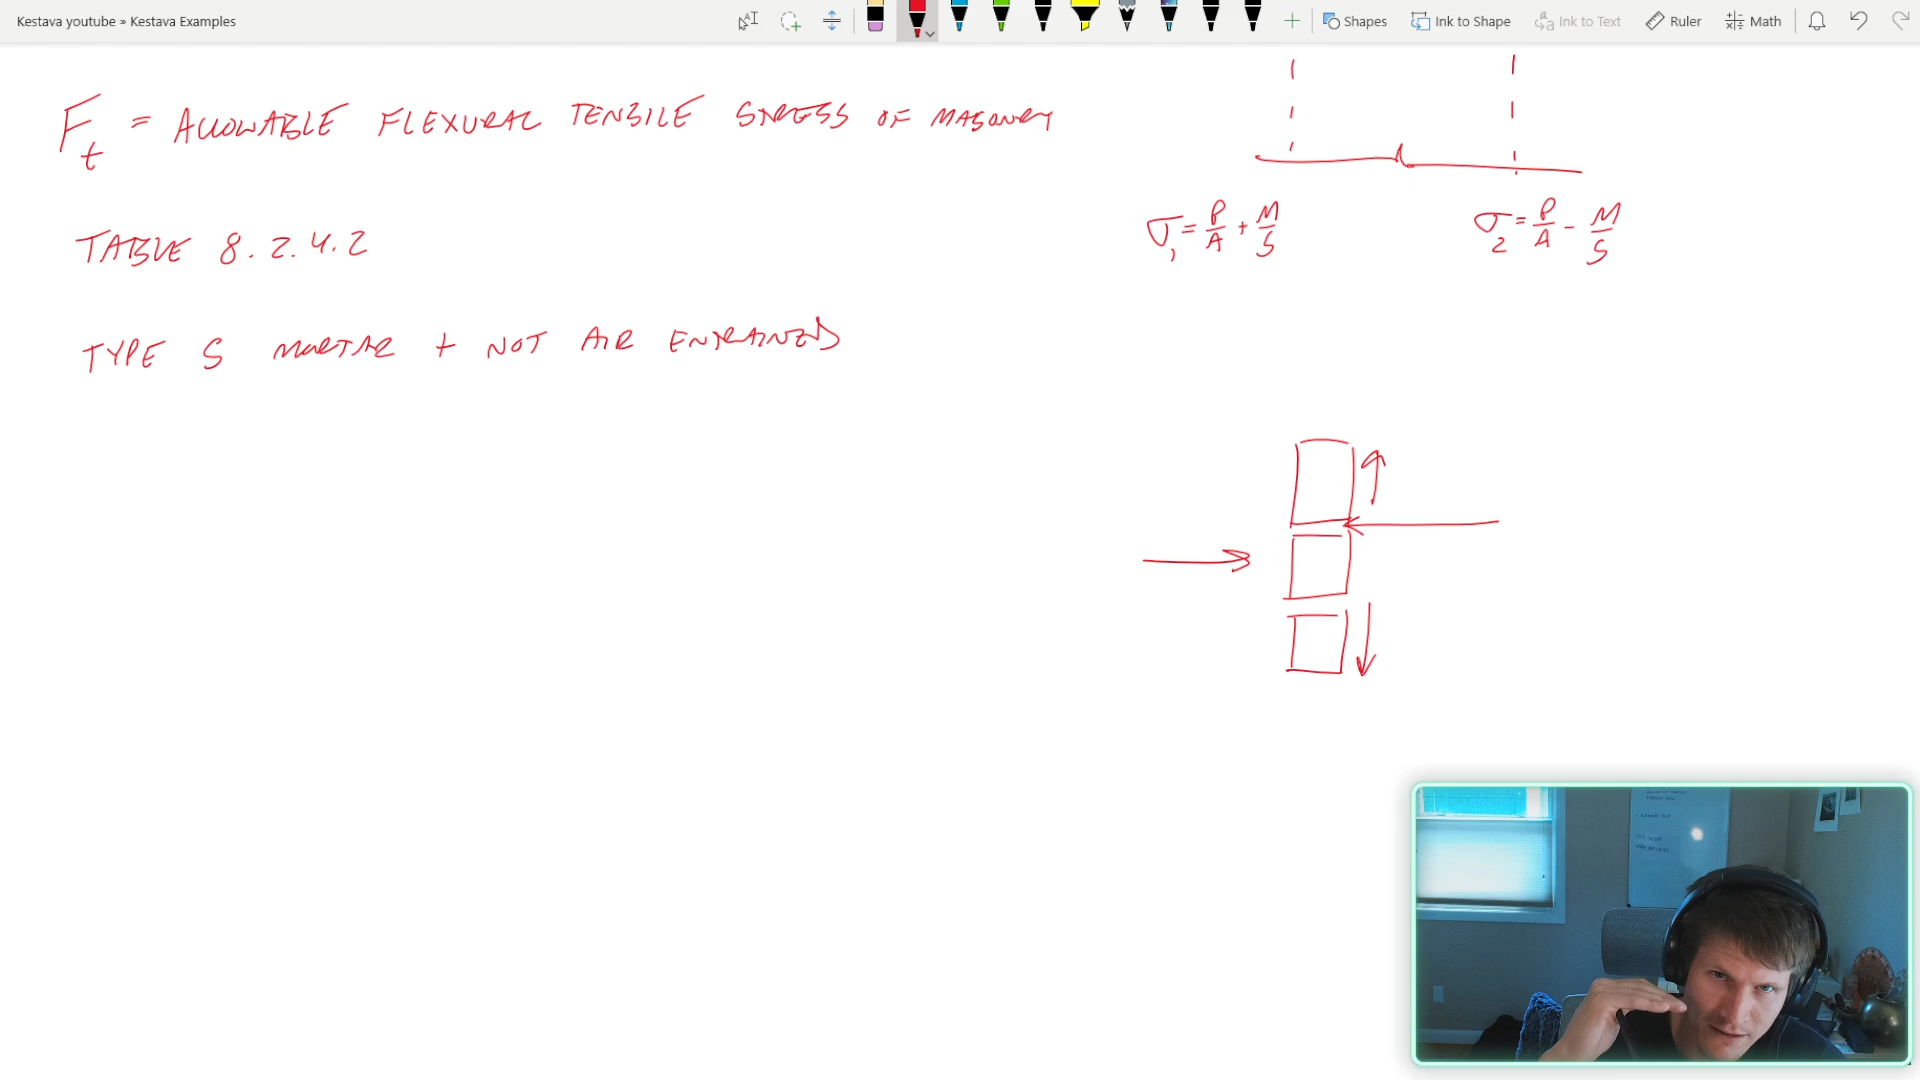 Kestava youtube » Kestava Examples
Shapes
Ink to Shape
Ink to Text
Ruler
Math
F t = ALLOWABLE FLEXURAL TENSILE STRESS OF MASONRY
σ1 = P/A + M/S
σ2 = P/A - M/S
TABLE 8.2.4.2
TYPE S MORTAR + NOT AIR ENTRAINED